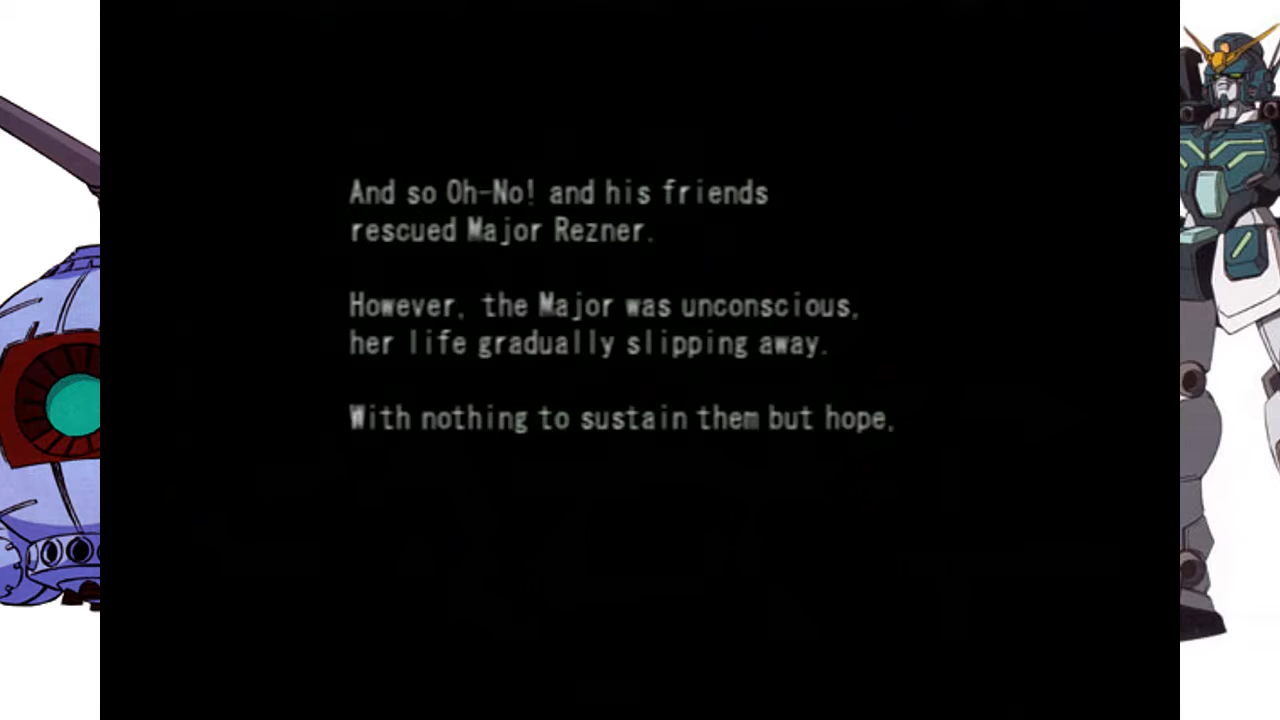 And so Oh-No! and his friends
rescued Major Rezner.
However, the Major was unconscious,
her life gradually slipping away.
With nothing to sustain them but hope,